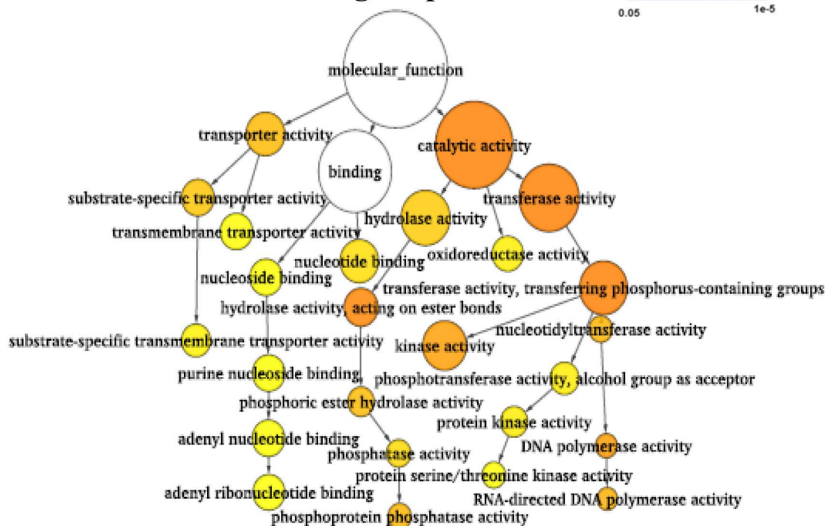 0.05
1e-5
molecular_function
transporter activity
catalytic activity
binding
substrate-specific transporter activity
transferase activity
hydrolase activity
transmembrane transporter activity
oxidoreductase activity
nucleotide binding
nucleoside binding
transferase activity, transferring phosphorus-containing groups
hydrolase activity, acting on ester bonds
nucleotidyltransferase activity
substrate-specific transmembrane transporter activity
kinase activity
purine nucleoside binding
phosphotransferase activity, alcohol group as acceptor
phosphoric ester hydrolase activity
protein kinase activity
adenyl nucleotide binding
DNA polymerase activity
phosphatase activity
protein serine/threonine kinase activity
adenyl ribonucleotide binding
RNA-directed DNA polymerase activity
phosphoprotein phosphatase activity